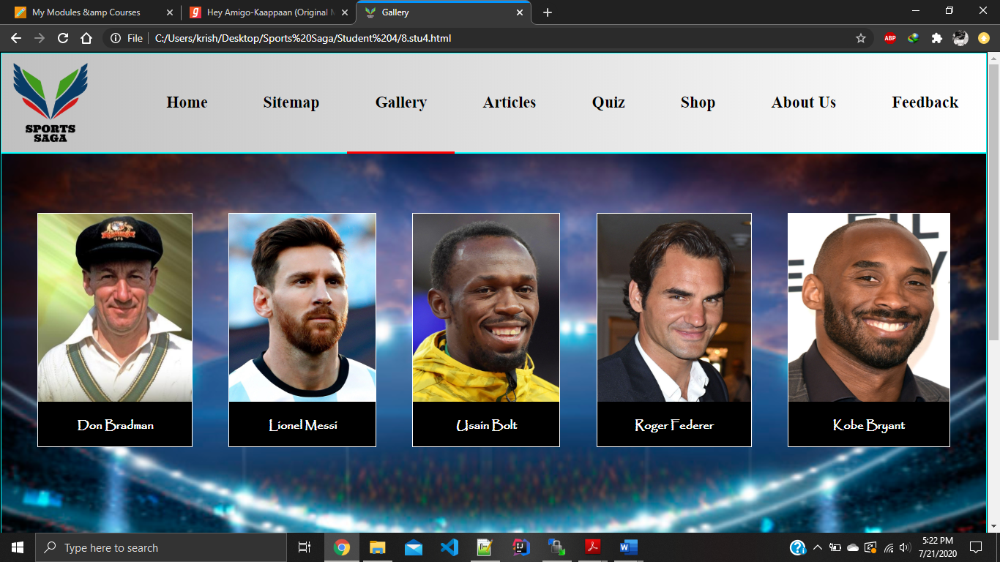 My Modules &amp Courses
Hey Amigo-Kaappaan (Original M
Gallery
File
C:/Users/krish/Desktop/Sports%20Saga/Student%204/8.stu4.html
ABP
SPORTS
SAGA
Home
Sitemap
Gallery
Articles
Quiz
Shop
About Us
Feedback
Don Bradman
Lionel Messi
Usain Bolt
Roger Federer
Kobe Bryant
Type here to search
5:22 PM
7/21/2020